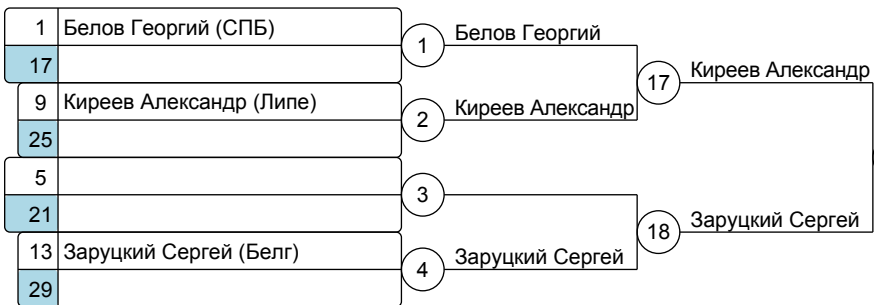 1 Белов Георгий (СПБ)
17
1 Белов Георгий
9 Киреев Александр (Липе)
25
2 Киреев Александр
17 Киреев Александр
5
21
3
13 Заруцкий Сергей (Белг)
29
4 Заруцкий Сергей
18 Заруцкий Сергей